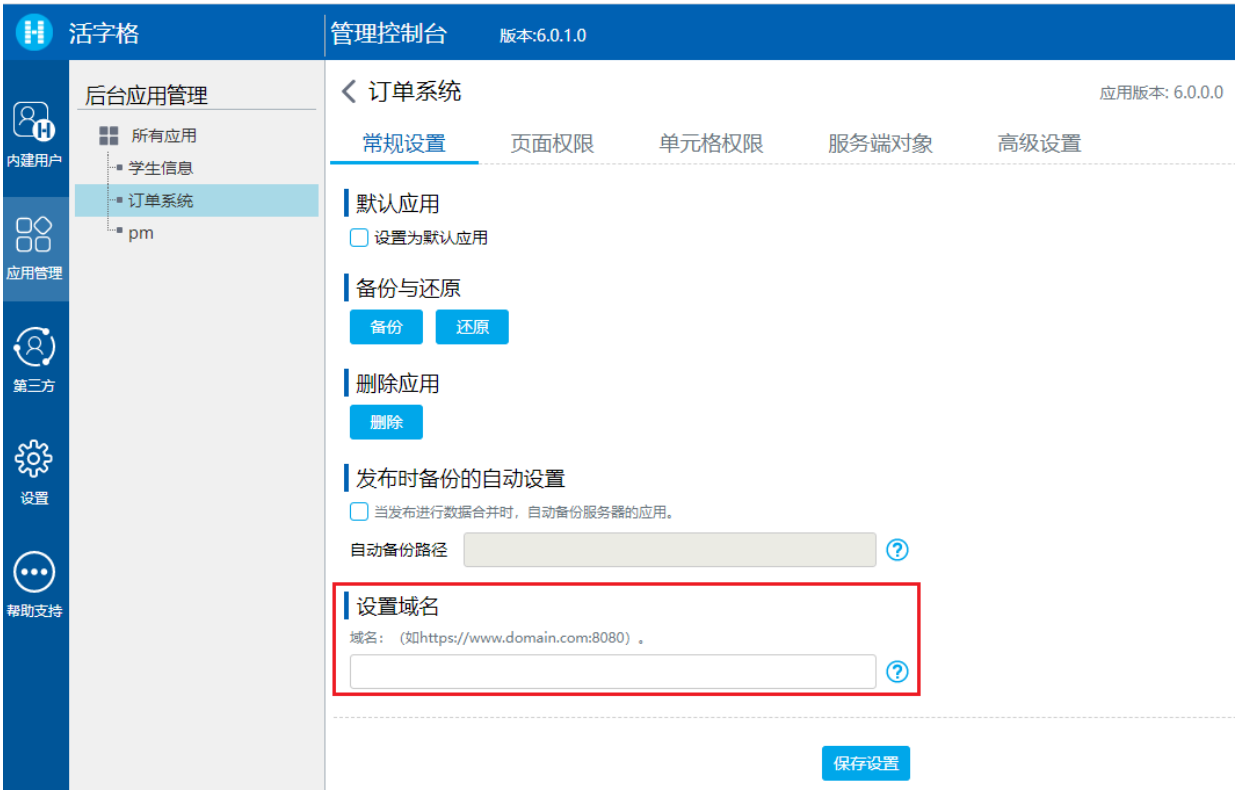 活字格
管理控制台 版本:6.0.1.0
内建用户
应用管理
第三方
设置
帮助支持
后台应用管理
所有应用
学生信息
订单系统
pm
订单系统
应用版本: 6.0.0.0
常规设置 页面权限 单元格权限 服务端对象 高级设置
默认应用
设置为默认应用
备份与还原
备份 还原
删除应用
删除
发布时备份的自动设置
当发布进行数据合并时，自动备份服务器的应用。
自动备份路径 ?
设置域名
域名：（如https://www.domain.com:8080）。
?
保存设置